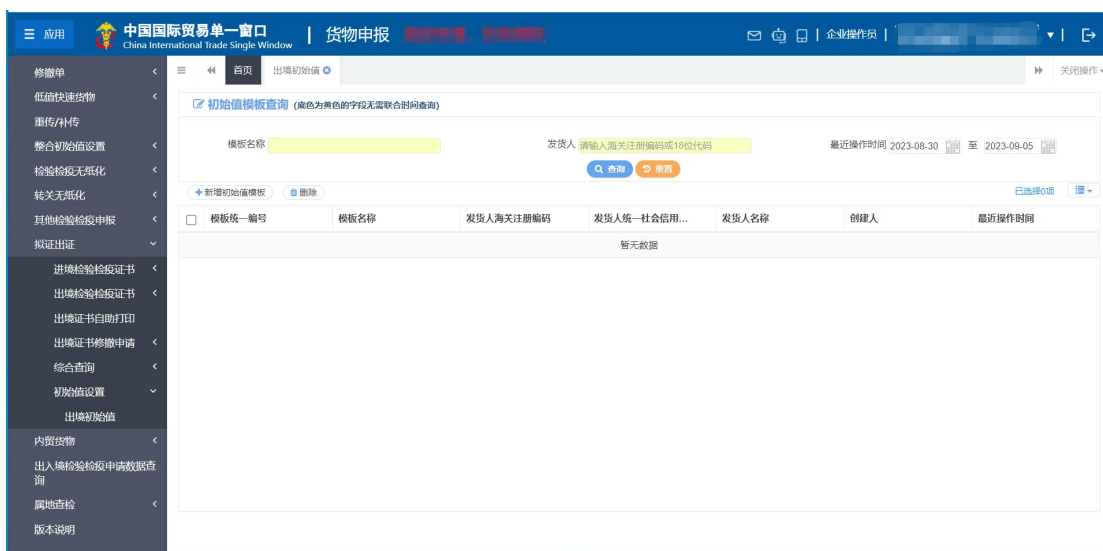 应用
中国国际贸易单一窗口
China International Trade Single Window
货物申报
企业操作员
修撤单
低值快速货物
重传/补传
整合初始值设置
检验检疫无纸化
转关无纸化
其他检验检疫申报
拟证出证
进境检验检疫证书
出境检验检疫证书
出境证书自助打印
出境证书修撤申请
综合查询
初始值设置
出境初始值
内贸货物
出入境检验检疫申请数据查
询
属地查检
版本说明
首页 出境初始值 关闭操作
初始值模板查询 (底色为黄色的字段无需联合时间查询)
模板名称 发货人 请输入海关注册编码或18位代码 最近操作时间 2023-08-30 至 2023-09-05
查询 重置
新增初始值模板 删除 已选择0项
模板统一编号 模板名称 发货人海关注册编码 发货人统一社会信用... 发货人名称 创建人 最近操作时间
暂无数据